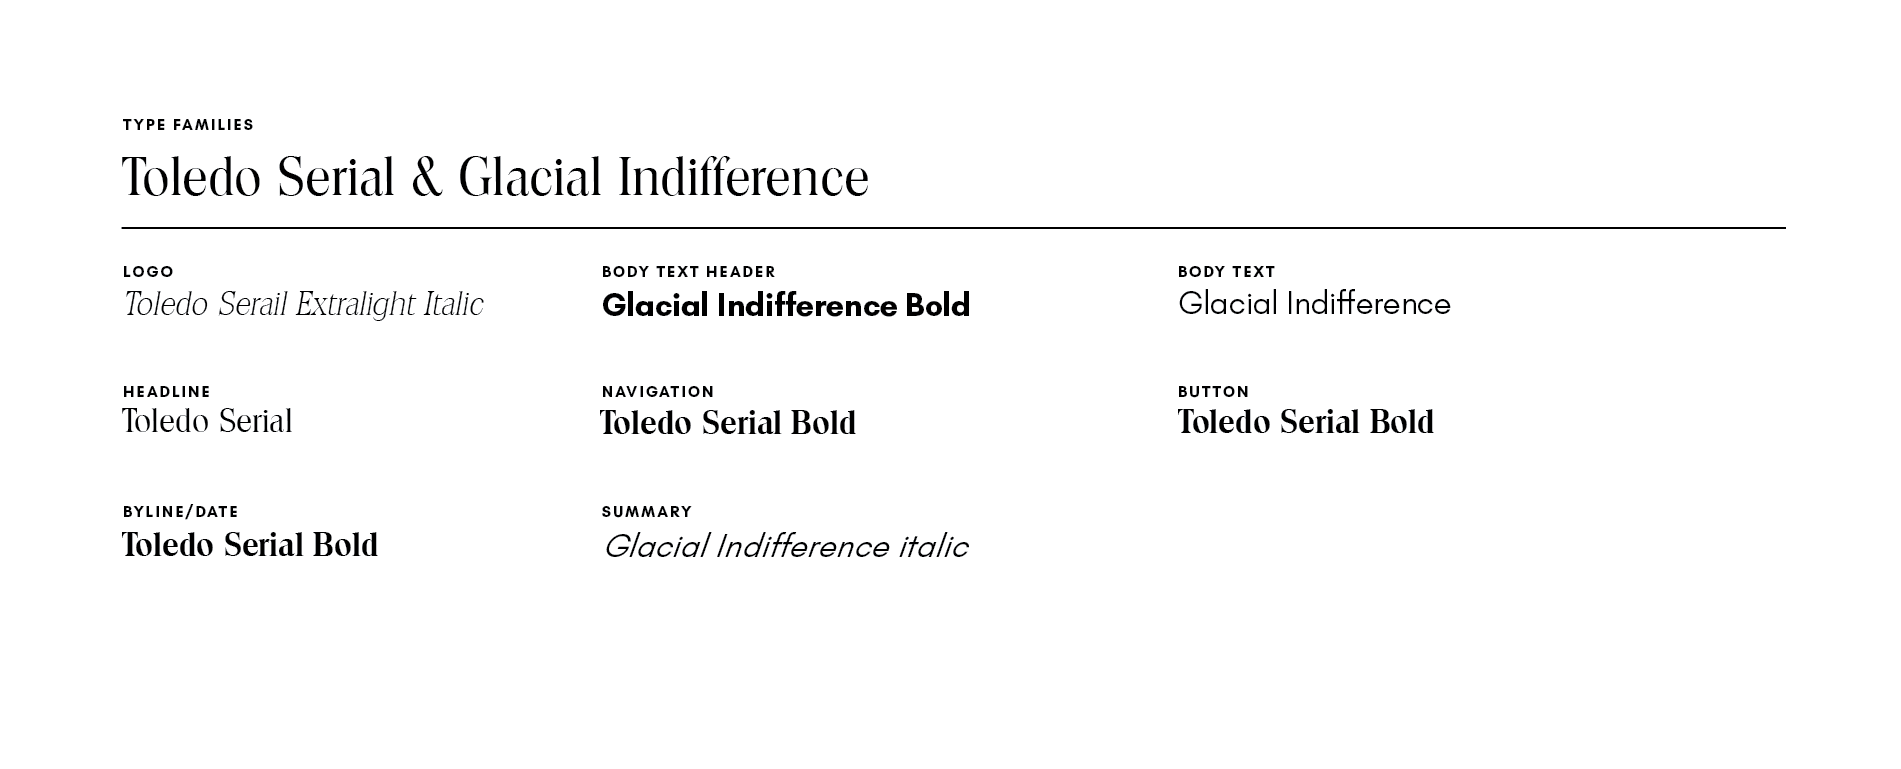 TYPE FAMILIES
Toledo Serial & Glacial Indifference
LOGO
Toledo Serail Extralight Italic
BODY TEXT HEADER
Glacial Indifference Bold
BODY TEXT
Glacial Indifference
HEADLINE
Toledo Serial
NAVIGATION
Toledo Serial Bold
BUTTON
Toledo Serial Bold
BYLINE/DATE
Toledo Serial Bold
SUMMARY
Glacial Indifference italic